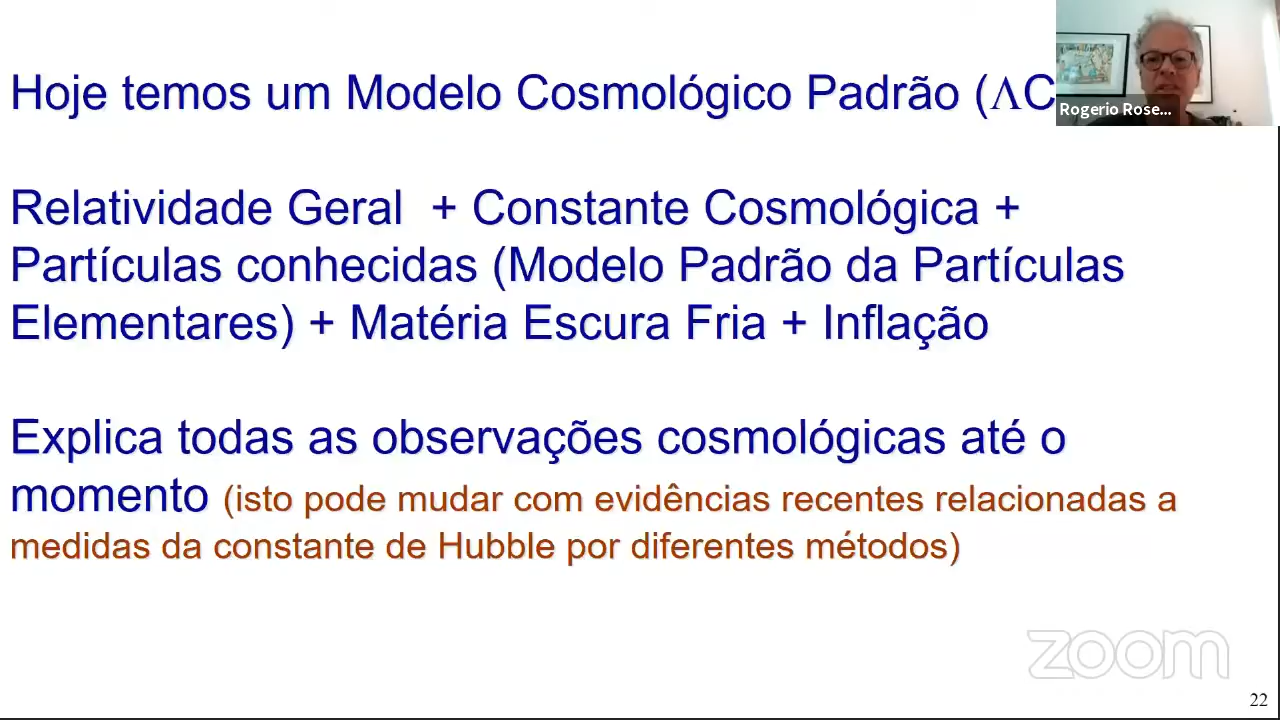 Hoje temos um Modelo Cosmológico Padrão (ΛC
Rogerio Rose...
Relatividade Geral + Constante Cosmológica +
Partículas conhecidas (Modelo Padrão da Partículas
Elementares) + Matéria Escura Fria + Inflação
Explica todas as observações cosmológicas até o
momento (isto pode mudar com evidências recentes relacionadas a
medidas da constante de Hubble por diferentes métodos)
zoom
22